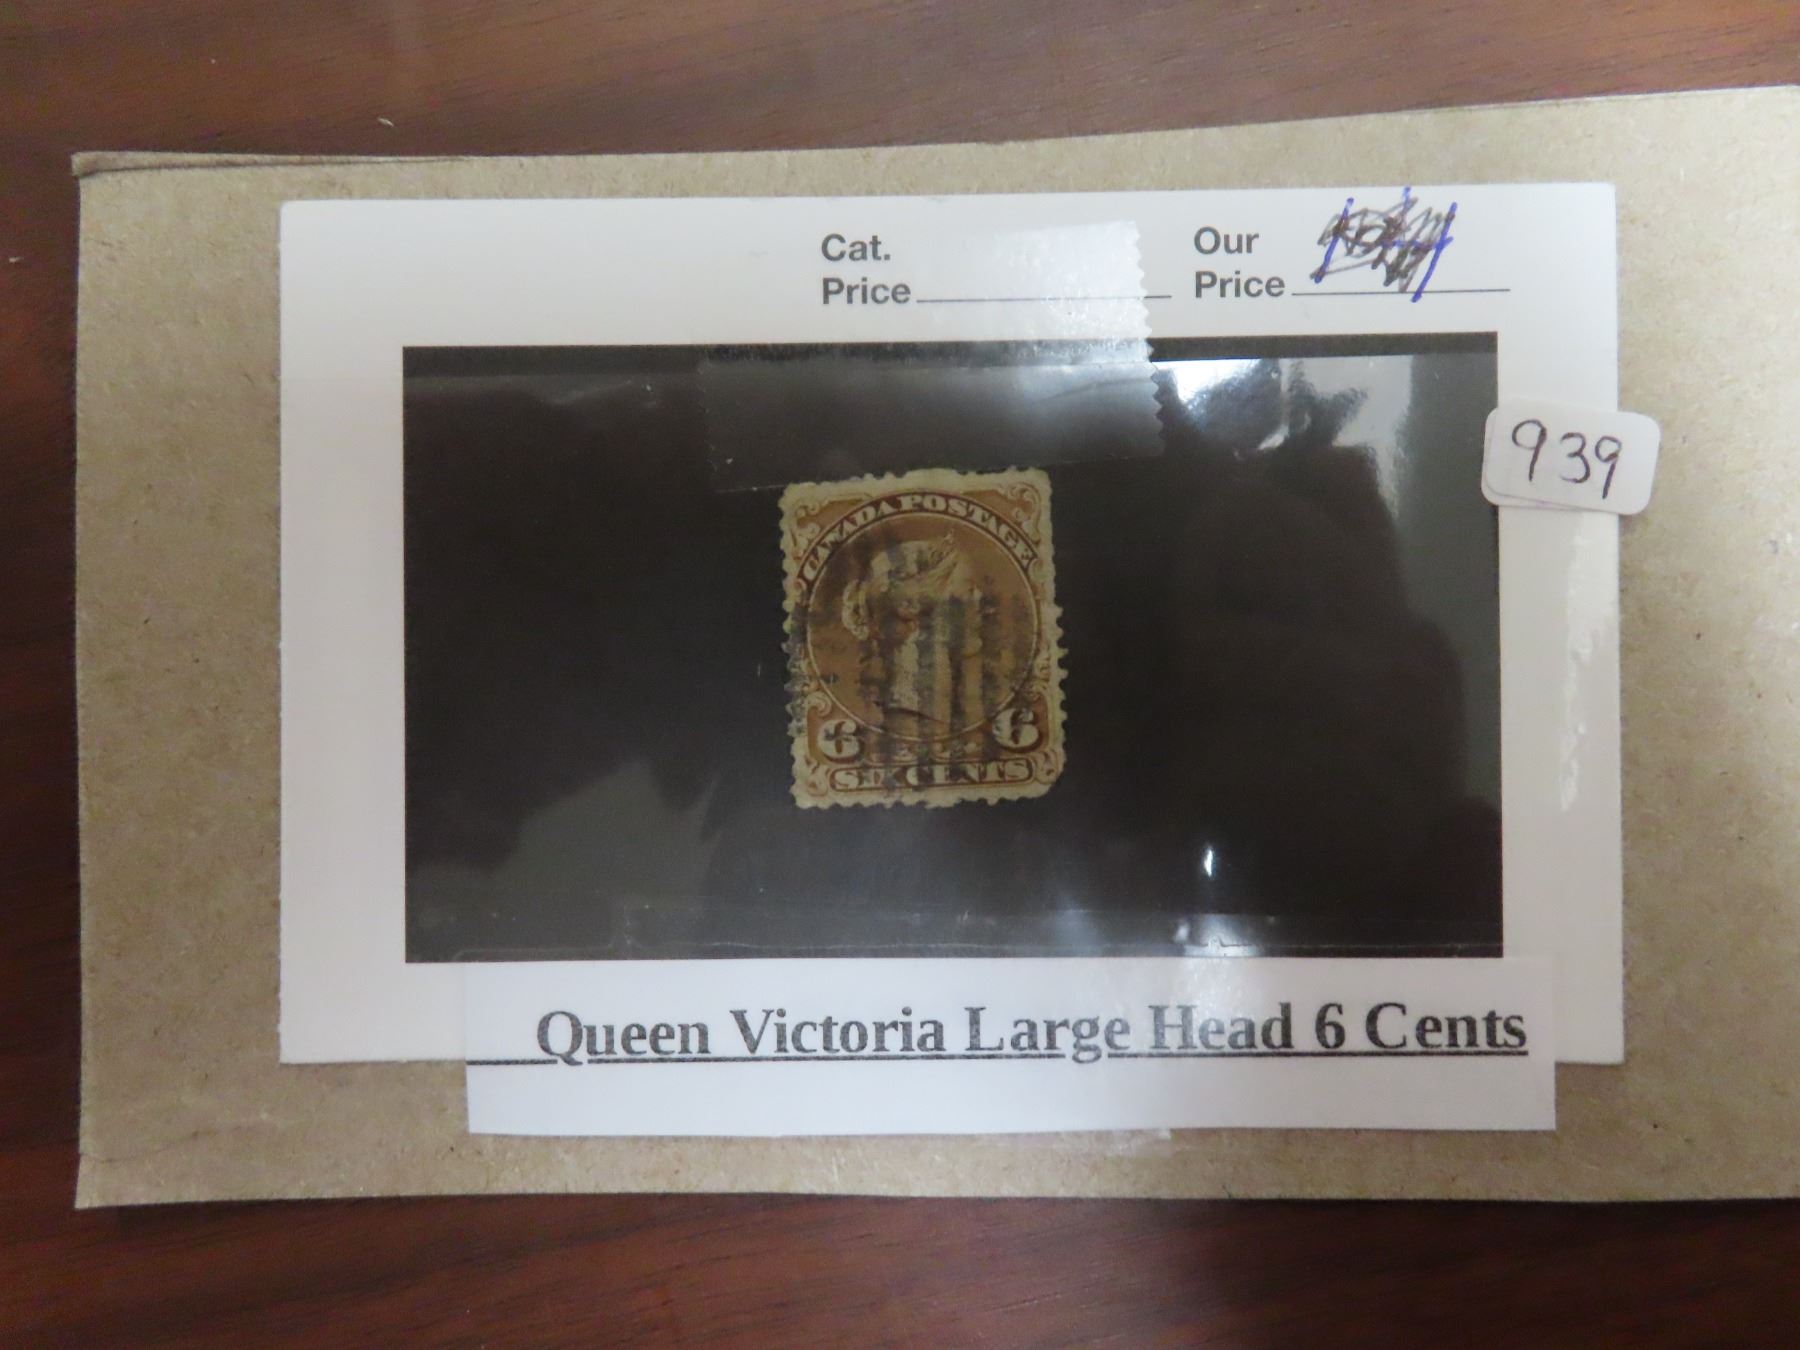 Cat.
Price
Our
Price
939
CANADA POSTAGE
6 6
SIX CENTS
Queen Victoria Large Head 6 Cents